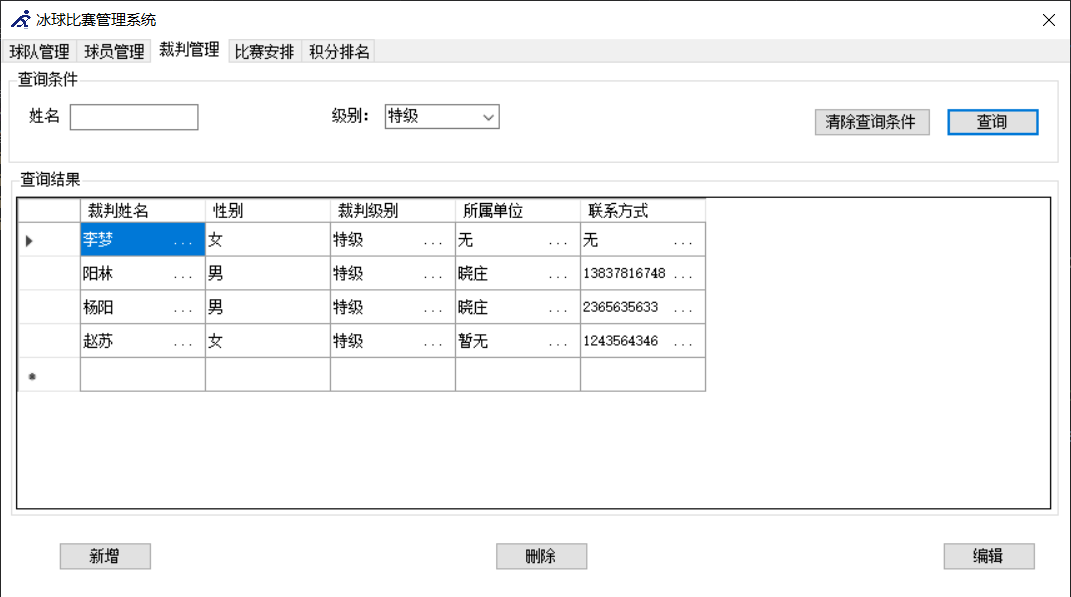 冰球比赛管理系统
球队管理 球员管理 裁判管理 比赛安排 积分排名
查询条件
姓名 级别： 特级 清除查询条件 查询
查询结果
裁判姓名 性别 裁判级别 所属单位 联系方式
李梦 ... 女 特级 ... 无 ... 无 ...
阳林 ... 男 特级 ... 晓庄 ... 13837816748 ...
杨阳 ... 男 特级 ... 晓庄 ... 2365635633 ...
赵苏 ... 女 特级 ... 暂无 ... 1243564346 ...
新增 删除 编辑